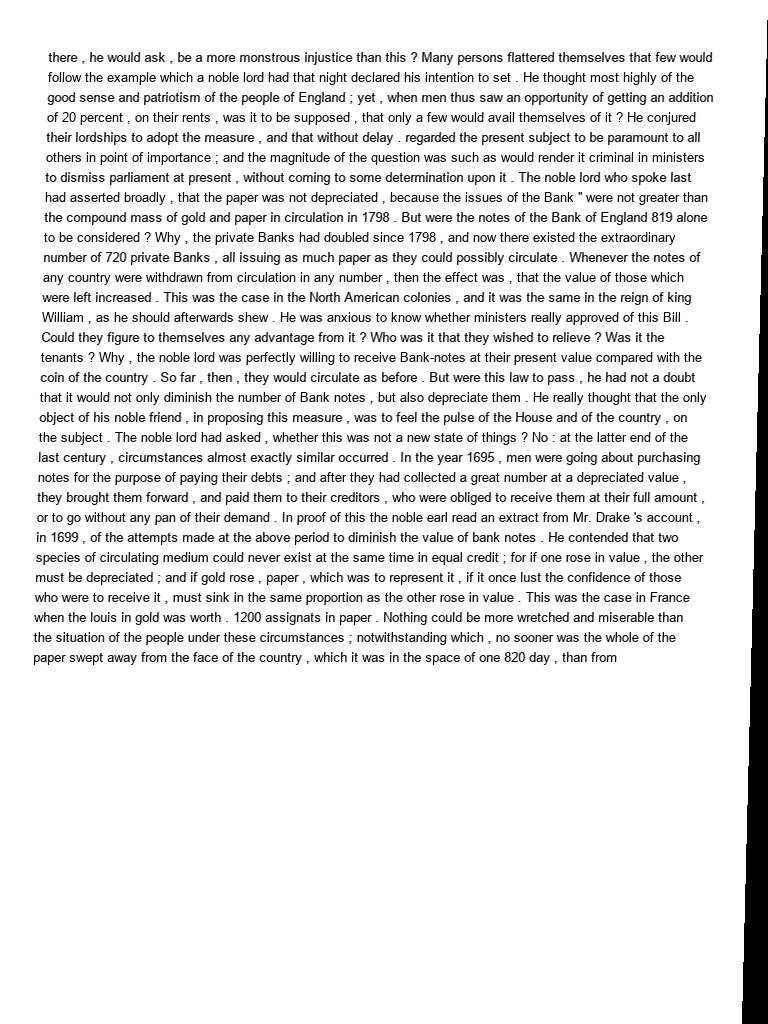 there , he would ask , be a more monstrous injustice than this ? Many persons flattered themselves that few would
follow the example which a noble lord had that night declared his intention to set . He thought most highly of the
good sense and patriotism of the people of England ; yet , when men thus saw an opportunity of getting an addition
of 20 percent , on their rents , was it to be supposed , that only a few would avail themselves of it ? He conjured
their lordships to adopt the measure , and that without delay . regarded the present subject to be paramount to all
others in point of importance ; and the magnitude of the question was such as would render it criminal in ministers
to dismiss parliament at present , without coming to some determination upon it . The noble lord who spoke last
had asserted broadly , that the paper was not depreciated , because the issues of the Bank " were not greater than
the compound mass of gold and paper in circulation in 1798 . But were the notes of the Bank of England 819 alone
to be considered ? Why , the private Banks had doubled since 1798 , and now there existed the extraordinary
number of 720 private Banks , all issuing as much paper as they could possibly circulate . Whenever the notes of
any country were withdrawn from circulation in any number , then the effect was , that the value of those which
were left increased . This was the case in the North American colonies , and it was the same in the reign of king
William , as he should afterwards shew . He was anxious to know whether ministers really approved of this Bill .
Could they figure to themselves any advantage from it ? Who was it that they wished to relieve ? Was it the
tenants ? Why , the noble lord was perfectly willing to receive Bank-notes at their present value compared with the
coin of the country . So far , then , they would circulate as before . But were this law to pass , he had not a doubt
that it would not only diminish the number of Bank notes , but also depreciate them . He really thought that the only
object of his noble friend , in proposing this measure , was to feel the pulse of the House and of the country , on
the subject . The noble lord had asked , whether this was not a new state of things ? No : at the latter end of the
last century , circumstances almost exactly similar occurred . In the year 1695 , men were going about purchasing
notes for the purpose of paying their debts ; and after they had collected a great number at a depreciated value ,
they brought them forward , and paid them to their creditors , who were obliged to receive them at their full amount ,
or to go without any pan of their demand . In proof of this the noble earl read an extract from Mr. Drake 's account ,
in 1699 , of the attempts made at the above period to diminish the value of bank notes . He contended that two
species of circulating medium could never exist at the same time in equal credit ; for if one rose in value , the other
must be depreciated ; and if gold rose , paper , which was to represent it , if it once lust the confidence of those
who were to receive it , must sink in the same proportion as the other rose in value . This was the case in France
when the louis in gold was worth . 1200 assignats in paper . Nothing could be more wretched and miserable than
the situation of the people under these circumstances ; notwithstanding which , no sooner was the whole of the
paper swept away from the face of the country , which it was in the space of one 820 day , than from